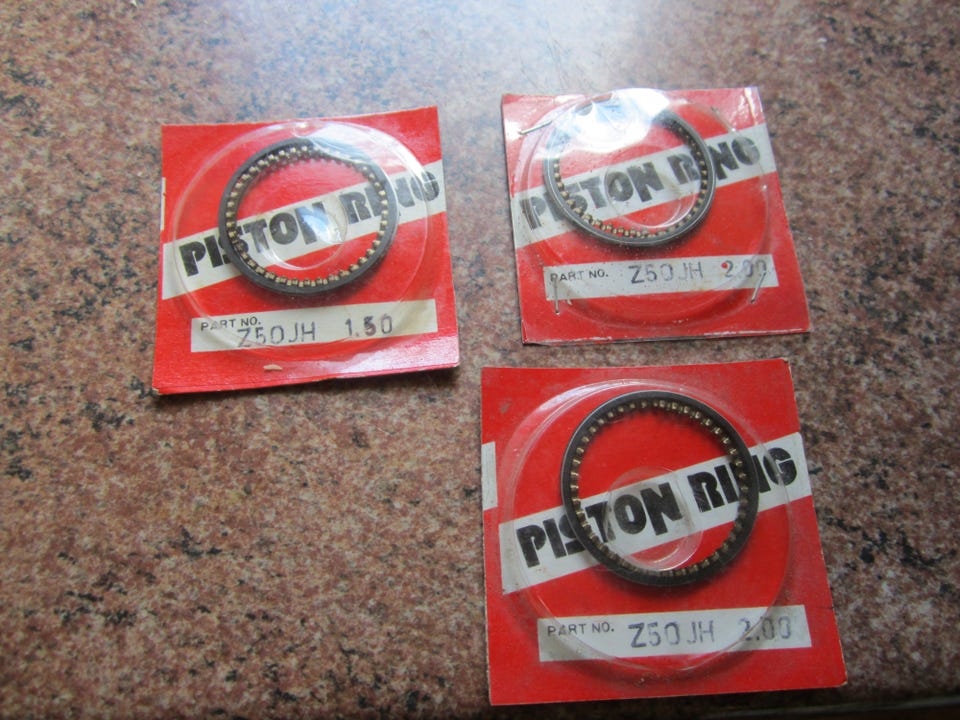 PISTON RING
PART NO.
Z50JH 1.50
PISTON RING
PART NO. Z50JH 2.00
PISTON RING
PART NO. Z50JH 2.00